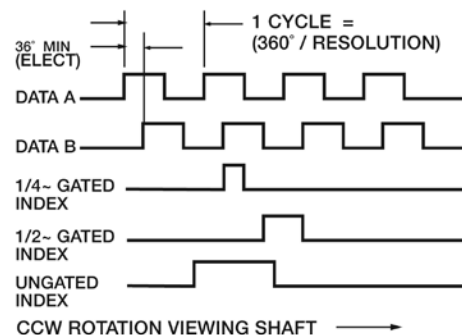 36° MIN
(ELECT)
1 CYCLE =
(360° / RESOLUTION)
DATA A
DATA B
1/4~ GATED
INDEX
1/2~ GATED
INDEX
UNGATED
INDEX
CCW ROTATION VIEWING SHAFT